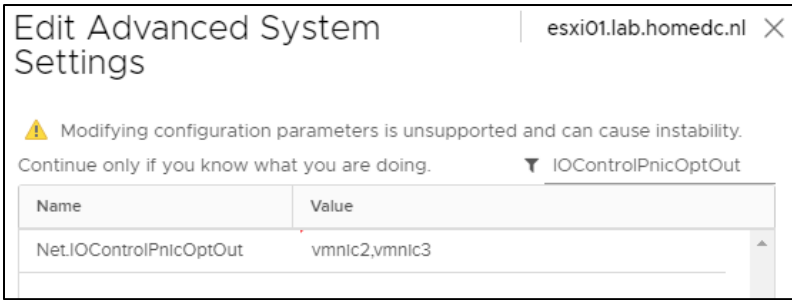 Edit Advanced System
Settings
esxi01.lab.homedc.nl
Modifying configuration parameters is unsupported and can cause instability.
Continue only if you know what you are doing.
IOControlPnicOptOut
Name Value
Net.IOControlPnicOptOut vmnic2,vmnic3